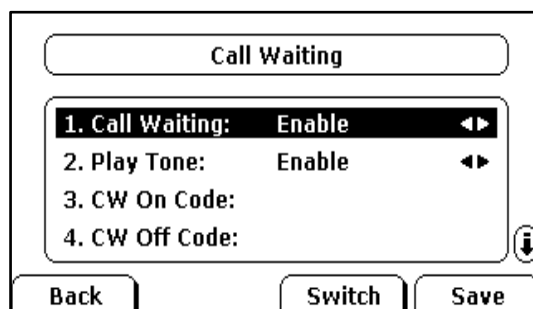 Call Waiting
1. Call Waiting: Enable
2. Play Tone: Enable
3. CW On Code:
4. CW Off Code:
Back Switch Save